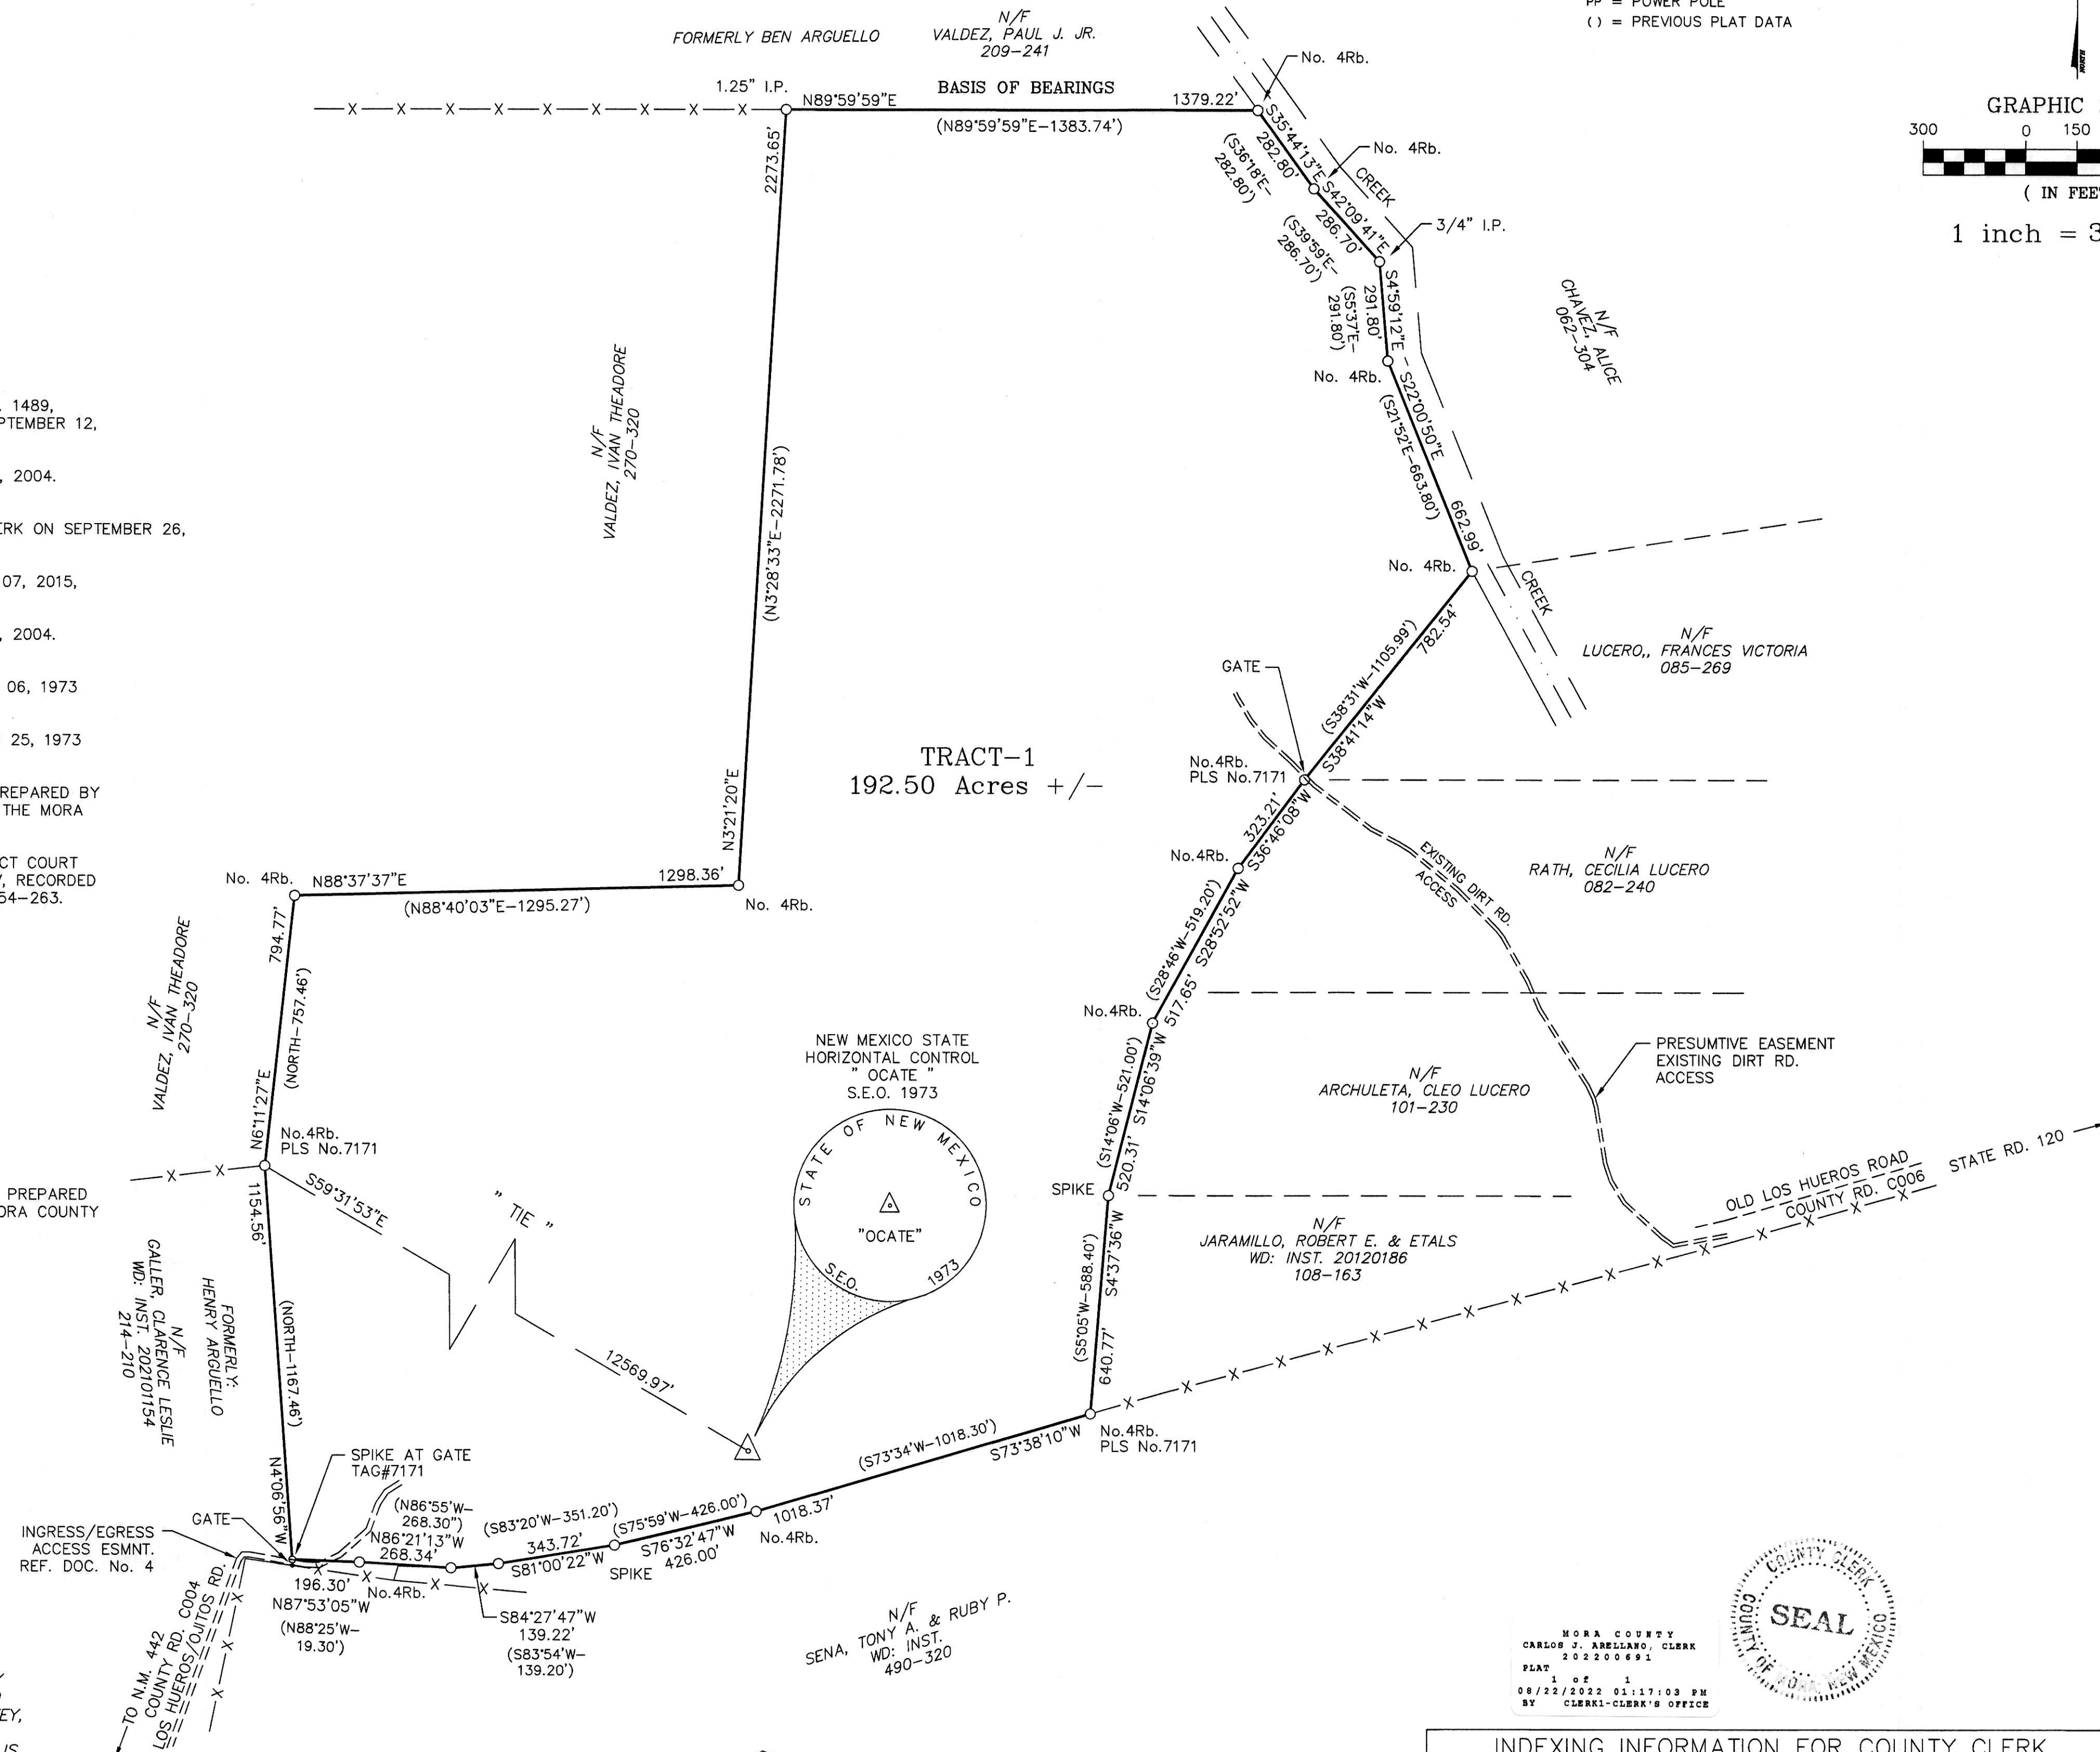 PP = POWER POLE
( ) = PREVIOUS PLAT DATA
GRAPHIC
300 0 150
( IN FEE
1 inch = 3
FORMERLY BEN ARGUELLO
N/F
VALDEZ, PAUL J. JR.
209-241
1.25" I.P.
N89°59'59"E
BASIS OF BEARINGS
1379.22'
(N89°59'59"E-1383.74')
No. 4Rb.
S35°44'13"E
282.80'
(S36°18'E-
282.80')
No. 4Rb.
CREEK
S42°09'41"E
286.70'
(S39°59'E-
286.70')
3/4" I.P.
S4°59'12"E
291.80'
(S5°37'E-
291.80')
No. 4Rb.
S22°00'50"E
(S21°52'E-663.80')
662.99'
N/F
CHAVEZ, ALICE
062-304
2273.65'
(N3°28'33"E-2271.78')
N3°21'20"E
N/F
VALDEZ, IVAN THEADORE
270-320
. 1489,
PTEMBER 12,
, 2004.
ERK ON SEPTEMBER 26,
07, 2015,
, 2004.
06, 1973
25, 1973
REPARED BY
THE MORA
CT COURT
, RECORDED
54-263.
No. 4Rb.
CREEK
N/F
LUCERO,, FRANCES VICTORIA
085-269
GATE
(S38°31'W-1105.99')
782.54'
S38°41'14"W
TRACT-1
192.50 Acres +/-
No.4Rb.
PLS No.7171
323.21'
S36°46'08"W
No.4Rb.
EXISTING DIRT RD.
ACCESS
N/F
RATH, CECILIA LUCERO
082-240
No. 4Rb.
N88°37'37"E
1298.36'
(N88°40'03"E-1295.27')
No. 4Rb.
794.77'
(NORTH-757.46')
N6°11'27"E
N/F
VALDEZ, IVAN THEADORE
270-320
(S28°46'W-519.20')
S28°52'52"W
517.65'
No.4Rb.
NEW MEXICO STATE
HORIZONTAL CONTROL
" OCATE "
S.E.O. 1973
STATE OF NEW MEXICO
"OCATE"
S.E.O.
1973
(S14°06'W-521.00')
S14°06'39"W
520.31'
N/F
ARCHULETA, CLEO LUCERO
101-230
PRESUMTIVE EASEMENT
EXISTING DIRT RD.
ACCESS
No.4Rb.
PLS No.7171
S59°31'53"E
" TIE "
12569.97'
PREPARED
ORA COUNTY
SPIKE
OLD LOS HUEROS ROAD
COUNTY RD. C006
STATE RD. 120
N/F
JARAMILLO, ROBERT E. & ETALS
WD: INST. 20120186
108-163
(S5°05'W-588.40')
S4°37'36"W
640.77'
1154.56'
(NORTH-1167.46')
N4°06'56"W
FORMERLY:
HENRY ARGUELLO
N/F
GALLER, CLARENCE LESLIE
WD: INST. 202101154
214-210
No.4Rb.
PLS No.7171
(S73°34'W-1018.30')
S73°38'10"W
1018.37'
SPIKE AT GATE
TAG#7171
GATE
INGRESS/EGRESS
ACCESS ESMNT.
REF. DOC. No. 4
(N86°55'W-
268.30")
N86°21'13"W
268.34'
(S83°20'W-351.20')
343.72'
S81°00'22"W
(S75°59'W-426.00')
S76°32'47"W
426.00'
No.4Rb.
SPIKE
196.30'
N87°53'05"W
(N88°25'W-
19.30')
No.4Rb.
S84°27'47"W
139.22'
(S83°54'W-
139.20')
TO N.M. 442
COUNTY RD. C004
LOS HUEROS/OJITOS RD.
N/F
SENA, TONY A. & RUBY P.
WD: INST.
490-320
MORA COUNTY
CARLOS J. ARELLANO, CLERK
202200691
PLAT
1 of 1
08/22/2022 01:17:03 PM
BY CLERK1-CLERK'S OFFICE
COUNTY CLERK
SEAL
COUNTY OF MORA, NEW MEXICO
EY,
INDEXING INFORMATION FOR COUNTY CLERK